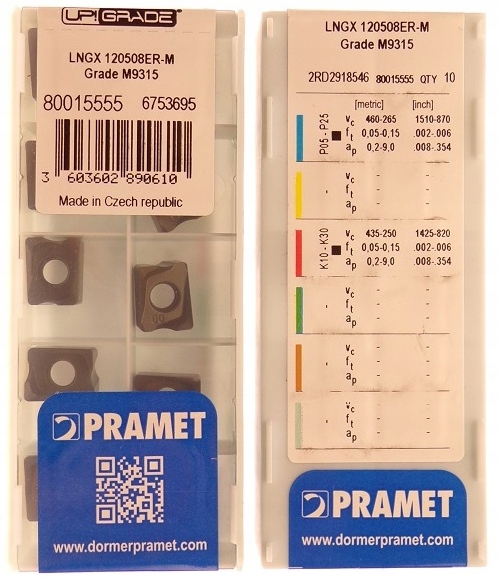 UP!GRADE
LNGX 120508ER-M
Grade M9315
80015555 6753695
3 603602 890610
Made in Czech republic
PRAMET
www.dormerpramet.com
LNGX 120508ER-M
Grade M9315
2RD2918546 80015555 QTY 10
[metric] [inch]
P05 - P25
vc 460-265 1510-870
ft 0,05-0,15 .002-.006
ap 0,2-9,0 .008-.354
vc - -
ft - -
ap - -
K10 - K30
vc 435-250 1425-820
ft 0,05-0,15 .002-.006
ap 0,2-9,0 .008-.354
vc - -
ft - -
ap - -
vc - -
ft - -
ap - -
vc - -
ft - -
ap - -
PRAMET
www.dormerpramet.com